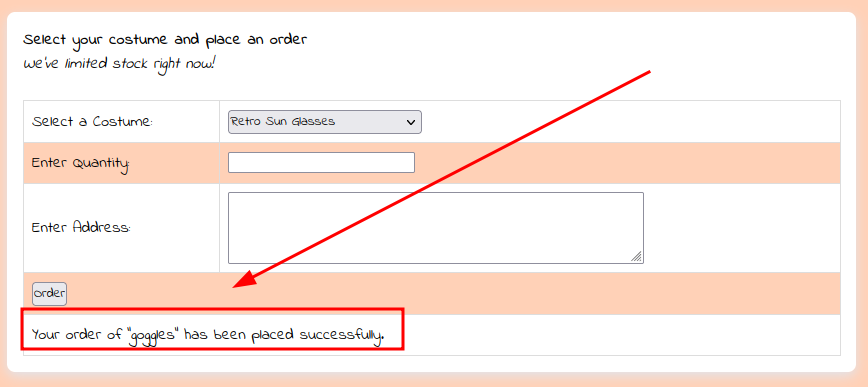 Select your costume and place an order
We've limited stock right now!
Select a Costume:
Retro Sun Glasses
Enter Quantity:
Enter Address:
Order
Your order of "goggles" has been placed successfully.